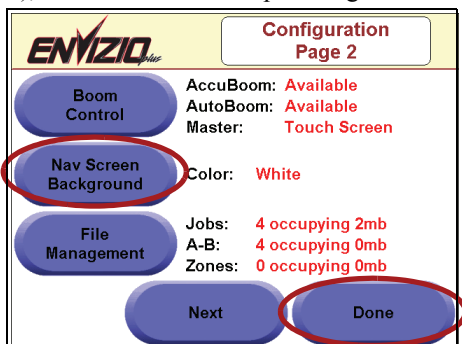 ENVIZIO plus
Configuration
Page 2
Boom
Control
AccuBoom: Available
AutoBoom: Available
Master: Touch Screen
Nav Screen
Background
Color: White
File
Management
Jobs: 4 occupying 2mb
A-B: 4 occupying 0mb
Zones: 0 occupying 0mb
Next
Done